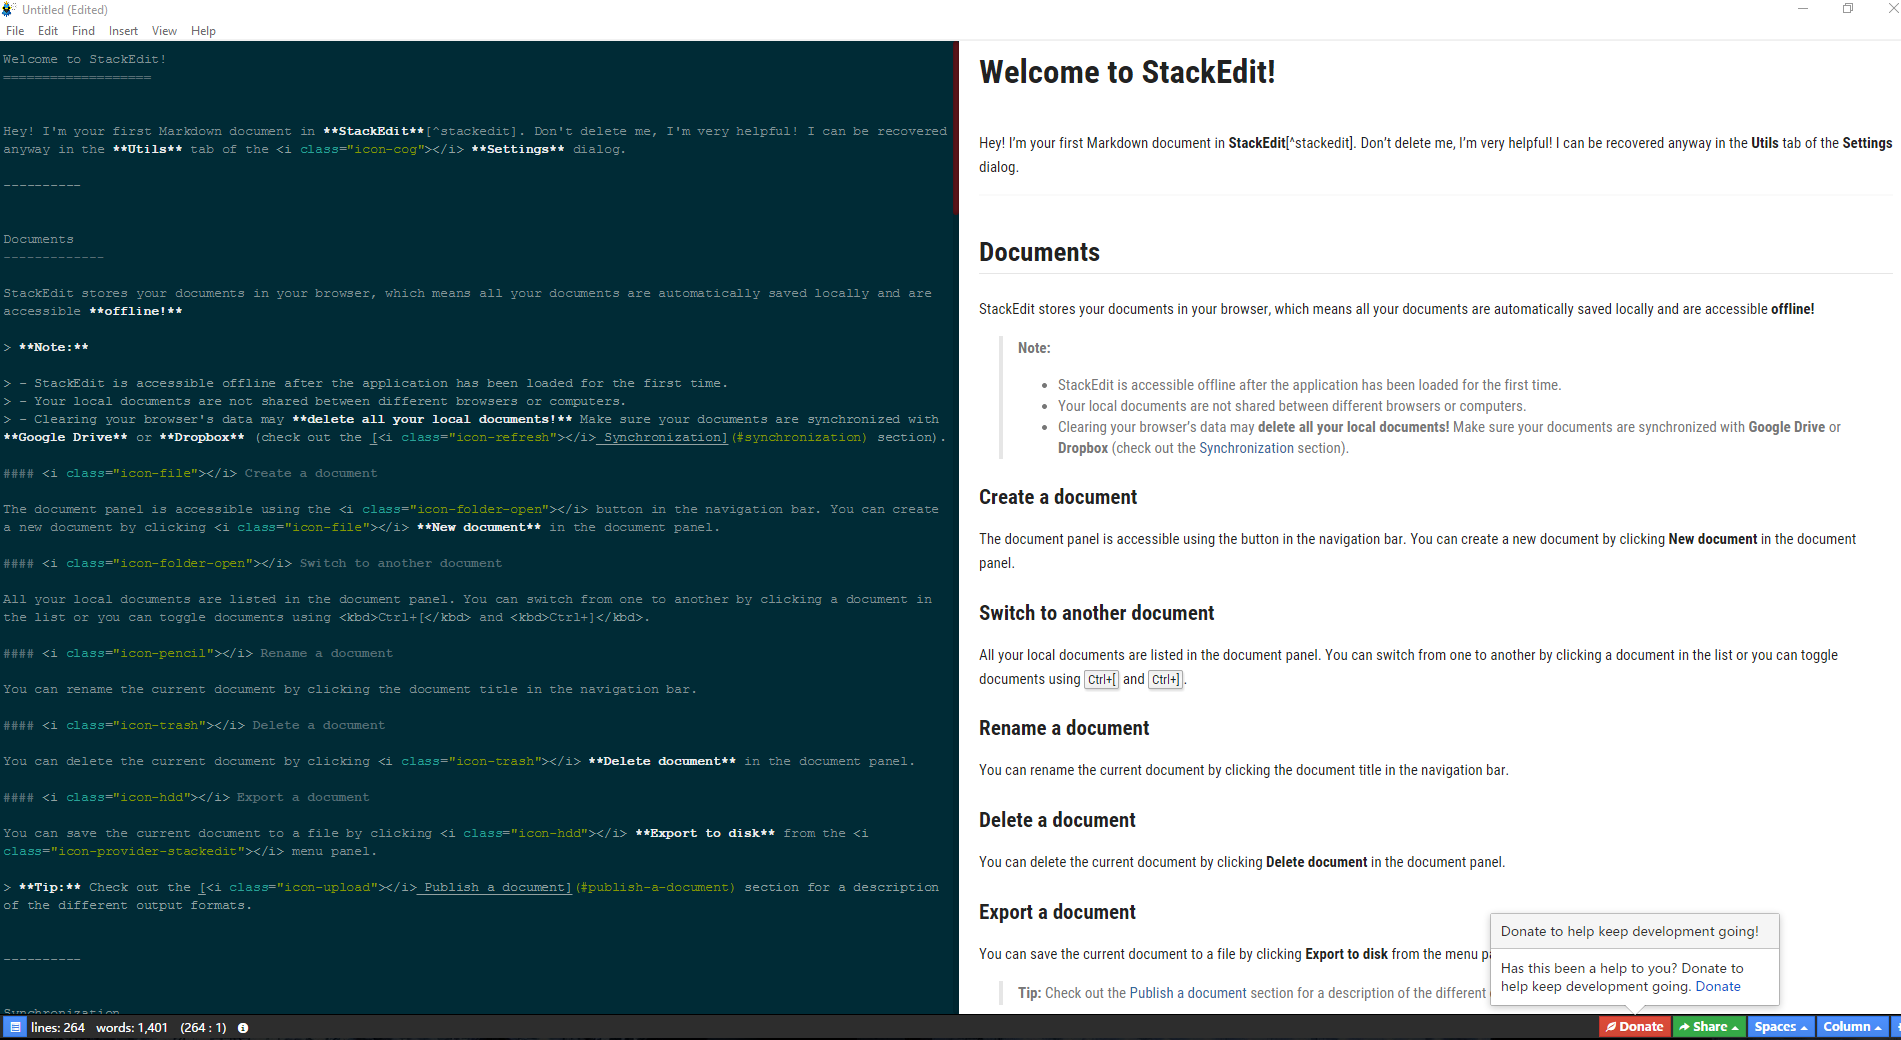 Untitled (Edited)
File Edit Find Insert View Help
Welcome to StackEdit!
===================
Hey! I'm your first Markdown document in **StackEdit**[^stackedit]. Don't delete me, I'm very helpful! I can be recovered
anyway in the **Utils** tab of the <i class="icon-cog"></i> **Settings** dialog.
----------
Documents
-------------
StackEdit stores your documents in your browser, which means all your documents are automatically saved locally and are
accessible **offline!**
> **Note:**
> - StackEdit is accessible offline after the application has been loaded for the first time.
> - Your local documents are not shared between different browsers or computers.
> - Clearing your browser's data may **delete all your local documents!** Make sure your documents are synchronized with
**Google Drive** or **Dropbox** (check out the [<i class="icon-refresh"></i> Synchronization](#synchronization) section).
#### <i class="icon-file"></i> Create a document
The document panel is accessible using the <i class="icon-folder-open"></i> button in the navigation bar. You can create
a new document by clicking <i class="icon-file"></i> **New document** in the document panel.
#### <i class="icon-folder-open"></i> Switch to another document
All your local documents are listed in the document panel. You can switch from one to another by clicking a document in
the list or you can toggle documents using <kbd>Ctrl+[</kbd> and <kbd>Ctrl+]</kbd>.
#### <i class="icon-pencil"></i> Rename a document
You can rename the current document by clicking the document title in the navigation bar.
#### <i class="icon-trash"></i> Delete a document
You can delete the current document by clicking <i class="icon-trash"></i> **Delete document** in the document panel.
#### <i class="icon-hdd"></i> Export a document
You can save the current document to a file by clicking <i class="icon-hdd"></i> **Export to disk** from the <i
class="icon-provider-stackedit"></i> menu panel.
> **Tip:** Check out the [<i class="icon-upload"></i> Publish a document](#publish-a-document) section for a description
of the different output formats.
----------
Synchronization
Welcome to StackEdit!
Hey! I’m your first Markdown document in StackEdit[^stackedit]. Don’t delete me, I’m very helpful! I can be recovered anyway in the Utils tab of the Settings
dialog.
Documents
StackEdit stores your documents in your browser, which means all your documents are automatically saved locally and are accessible offline!
Note:
• StackEdit is accessible offline after the application has been loaded for the first time.
• Your local documents are not shared between different browsers or computers.
• Clearing your browser’s data may delete all your local documents! Make sure your documents are synchronized with Google Drive or
Dropbox (check out the Synchronization section).
Create a document
The document panel is accessible using the button in the navigation bar. You can create a new document by clicking New document in the document
panel.
Switch to another document
All your local documents are listed in the document panel. You can switch from one to another by clicking a document in the list or you can toggle
documents using Ctrl+[ and Ctrl+].
Rename a document
You can rename the current document by clicking the document title in the navigation bar.
Delete a document
You can delete the current document by clicking Delete document in the document panel.
Export a document
You can save the current document to a file by clicking Export to disk from the menu
Tip: Check out the Publish a document section for a description of the different
Donate to help keep development going!
Has this been a help to you? Donate to
help keep development going. Donate
lines: 264 words: 1,401 (264 : 1)
Donate Share Spaces Column